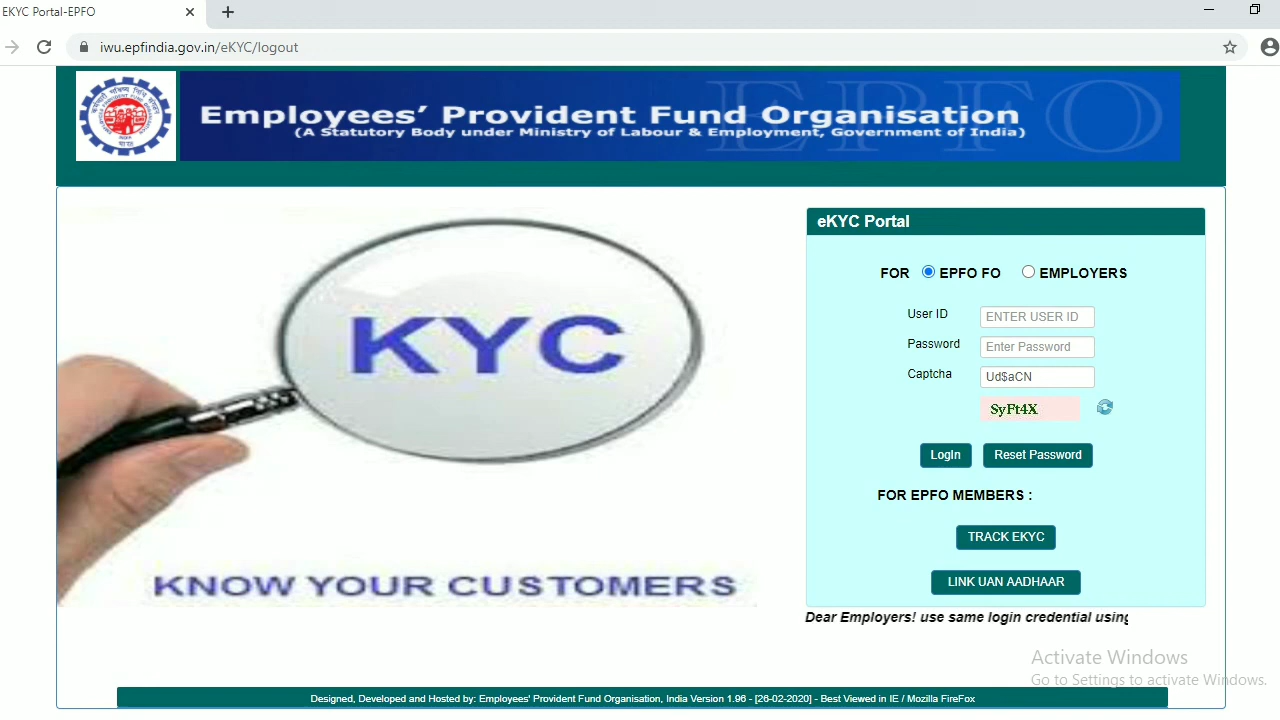 EKYC Portal-EPFO
iwu.epfindia.gov.in/eKYC/logout
Employees' Provident Fund Organisation
(A Statutory Body under Ministry of Labour & Employment, Government of India)
EPFO
eKYC Portal
FOR EPFO FO EMPLOYERS
User ID ENTER USER ID
Password Enter Password
Captcha Ud$aCN
SyFt4X
LogIn Reset Password
FOR EPFO MEMBERS :
TRACK EKYC
LINK UAN AADHAAR
KYC
KNOW YOUR CUSTOMERS
Dear Employers! use same login credential using
Activate Windows
Go to Settings to activate Windows.
Designed, Developed and Hosted by: Employees' Provident Fund Organisation, India Version 1.96 - [26-02-2020] - Best Viewed in IE / Mozilla FireFox